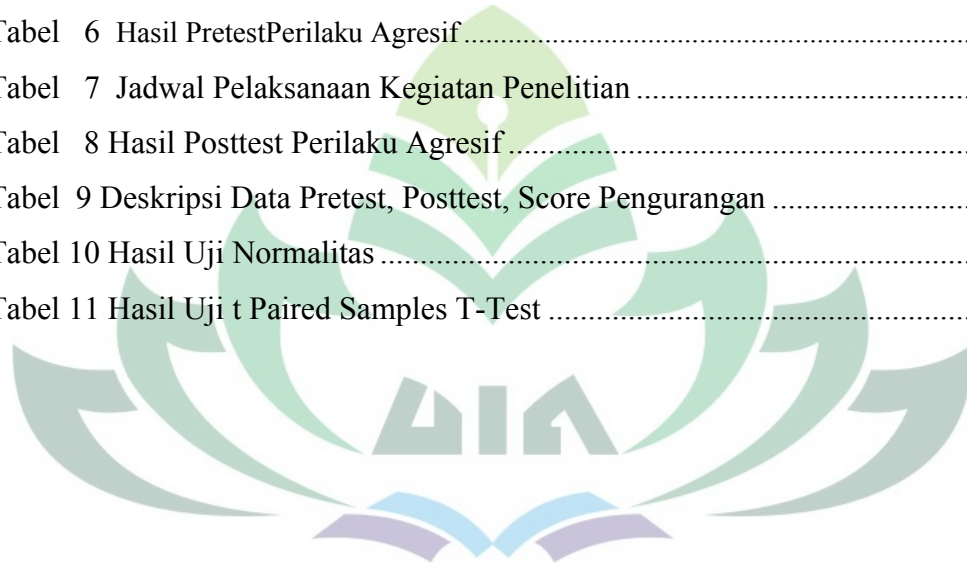 Tabel 6 Hasil PretestPerilaku Agresif ....................................................................
Tabel 7 Jadwal Pelaksanaan Kegiatan Penelitian ..........................................
Tabel 8 Hasil Posttest Perilaku Agresif ..........................................................
Tabel 9 Deskripsi Data Pretest, Posttest, Score Pengurangan .........................
Tabel 10 Hasil Uji Normalitas ..........................................................................
Tabel 11 Hasil Uji t Paired Samples T-Test .....................................................
UIN